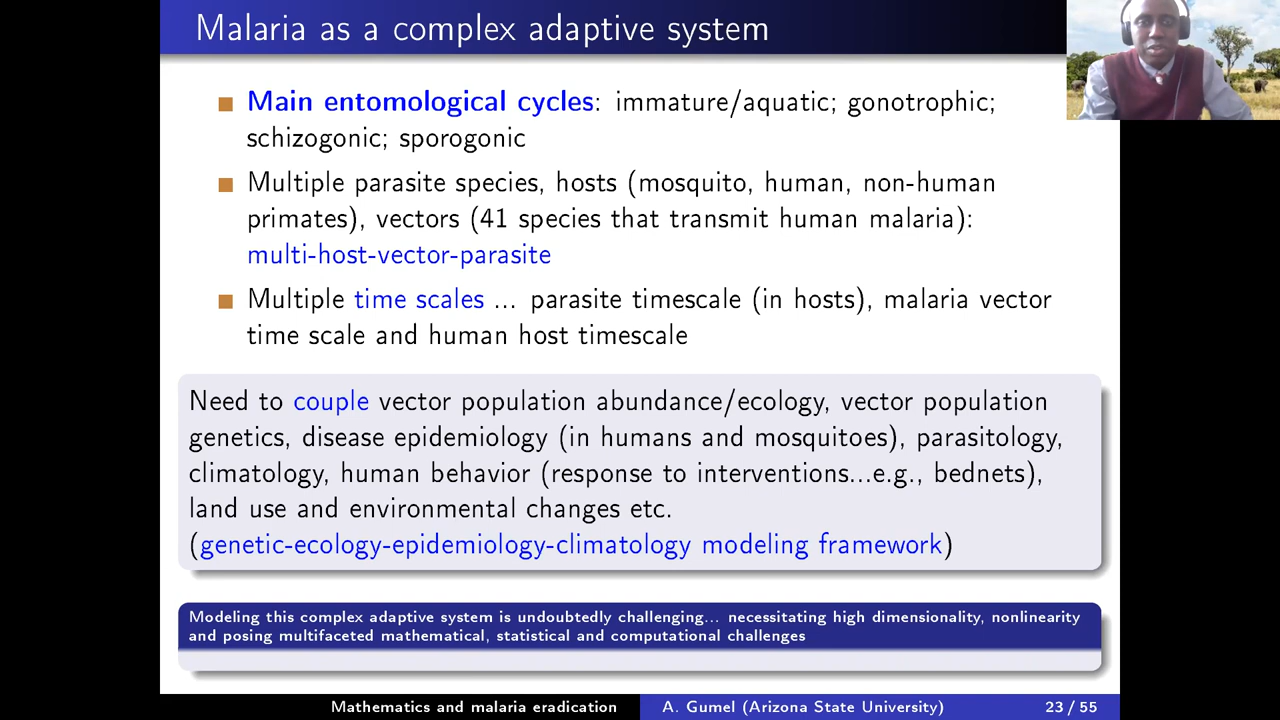 Malaria as a complex adaptive system
Main entomological cycles: immature/aquatic; gonotrophic;
schizogonic; sporogonic
Multiple parasite species, hosts (mosquito, human, non-human
primates), vectors (41 species that transmit human malaria):
multi-host-vector-parasite
Multiple time scales ... parasite timescale (in hosts), malaria vector
time scale and human host timescale
Need to couple vector population abundance/ecology, vector population
genetics, disease epidemiology (in humans and mosquitoes), parasitology,
climatology, human behavior (response to interventions...e.g., bednets),
land use and environmental changes etc.
(genetic-ecology-epidemiology-climatology modeling framework)
Modeling this complex adaptive system is undoubtedly challenging... necessitating high dimensionality, nonlinearity
and posing multifaceted mathematical, statistical and computational challenges
Mathematics and malaria eradication
A. Gumel (Arizona State University)
23 / 55